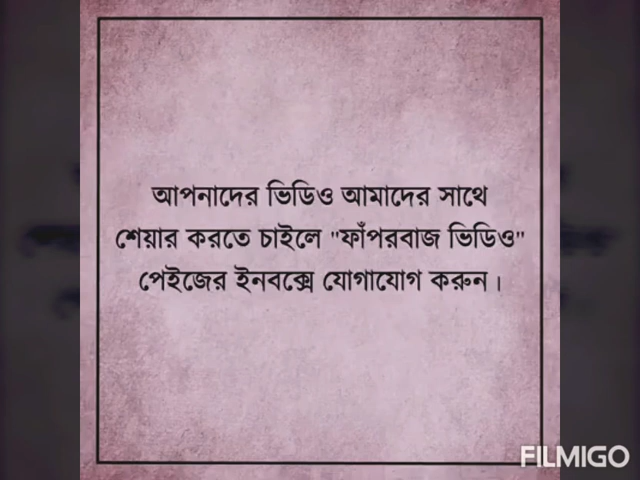 আপনাদের ভিডিও আমাদের সাথে
শেয়ার করতে চাইলে "ফাঁপরবাজ ভিডিও"
পেইজের ইনবক্সে যোগাযোগ করুন।
FILMIGO